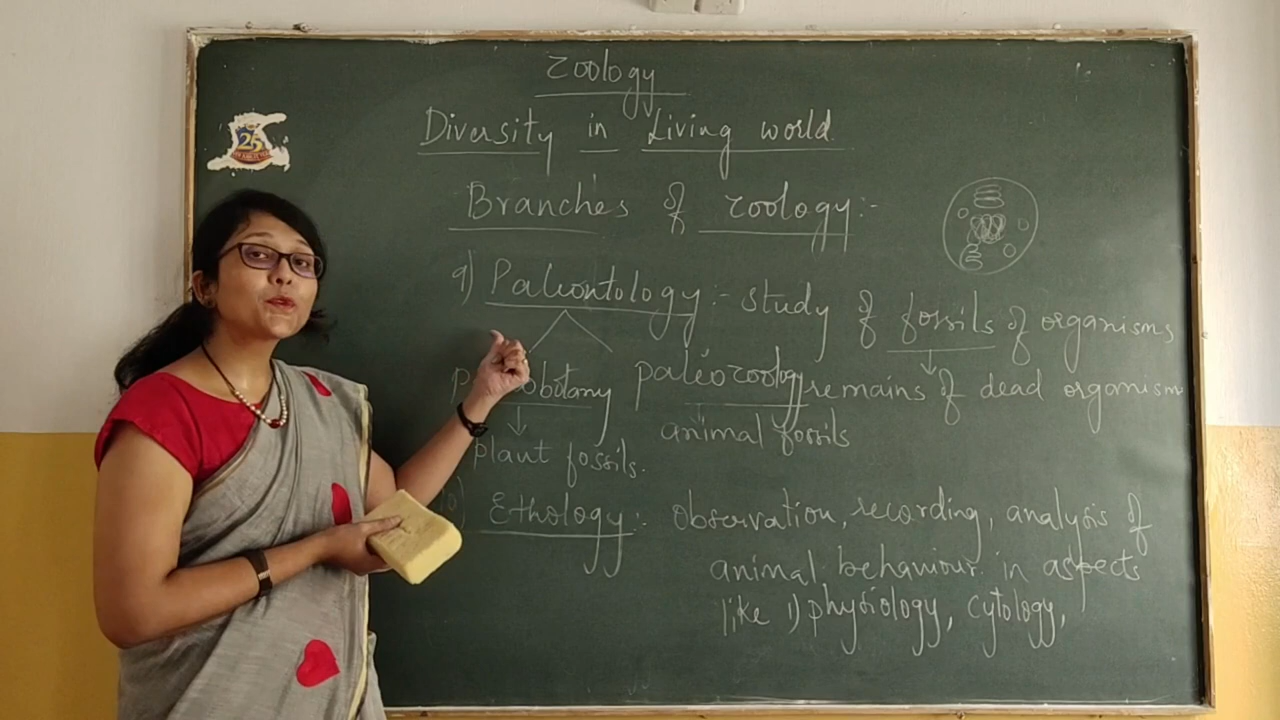 Zoology
Diversity in Living world
25
Branches of zoology:-
9) Paleontology:- study of fossils of organisms
paleozoology remains of dead organisms
plant fossils. animal fossils
Ethology:- observation, recording, analysis of
animal behaviour in aspects
like 1) physiology, cytology,